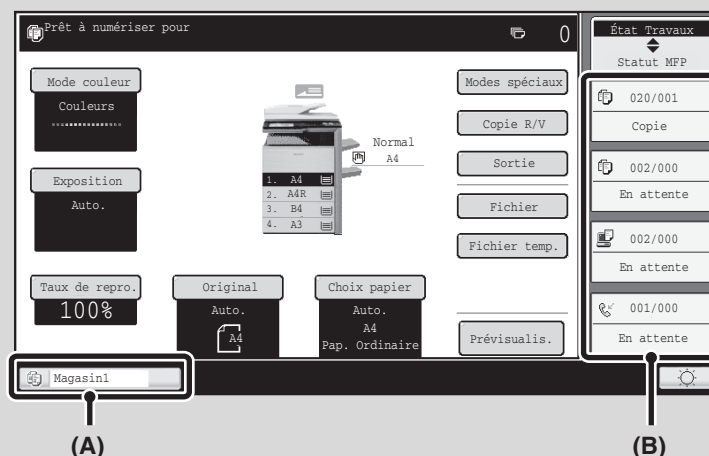 Prêt à numériser pour
0
État Travaux
Statut MFP
Mode couleur
Couleurs
Exposition
Auto.
Taux de repro.
100%
Original
Auto.
A4
Choix papier
Auto.
A4
Pap. Ordinaire
Normal
A4
1. A4
2. A4R
3. B4
4. A3
Modes spéciaux
Copie R/V
Sortie
Fichier
Fichier temp.
Prévisualis.
020/001
Copie
002/000
En attente
002/000
En attente
001/000
En attente
Magasin1
(A)
(B)